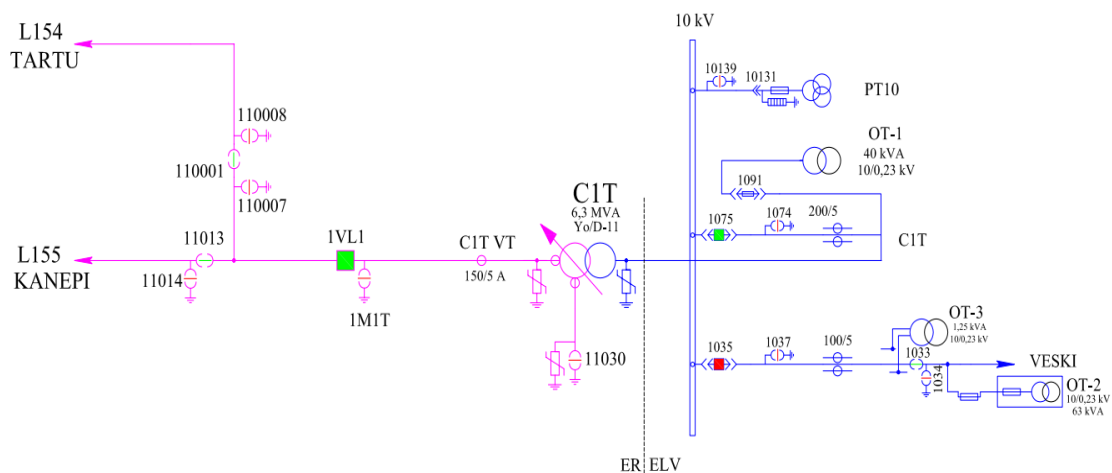 L154
TARTU
110008
110001
110007
11013
L155
KANEPI
11014
1VL1
1M1T
C1T VT
150/5 A
C1T
6,3 MVA
Yo/D-11
11030
ER
ELV
10 kV
10139
10131
PT10
OT-1
40 kVA
10/0,23 kV
1091
1075
1074
200/5
C1T
1035
1037
100/5
OT-3
1,25 kVA
10/0,23 kV
1033
1034
VESKI
OT-2
10/0,23 kV
63 kVA